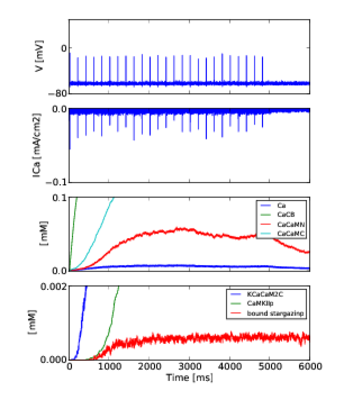 V [mV]
0
−80
ICa [mA/cm2]
0.0
−0.1
[mM]
0.1
0.0
Ca
CaCB
CaCaMN
CaCaMC
[mM]
0.002
0.000
KCaCaM2C
CaMKIIp
bound stargazinp
0 1000 2000 3000 4000 5000 6000
Time [ms]